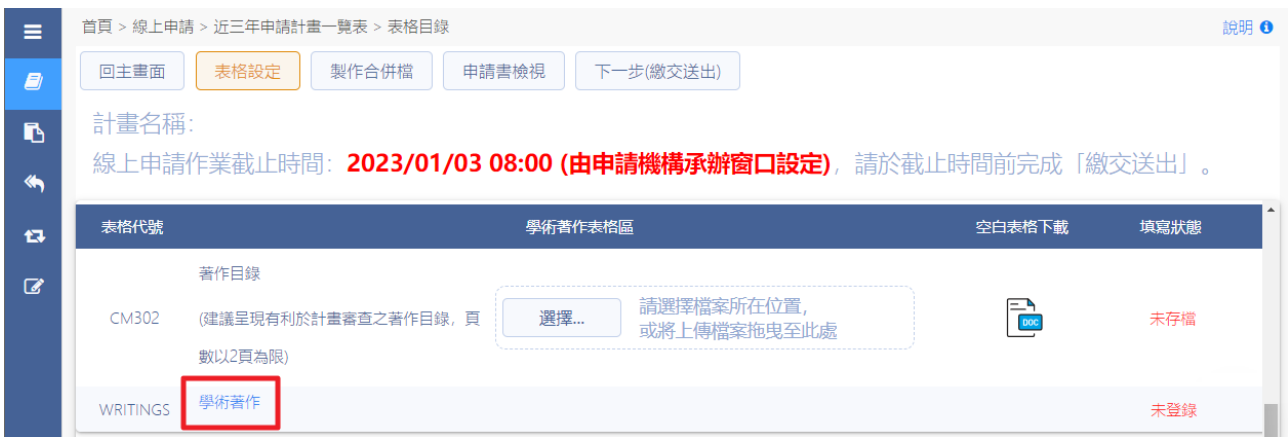 首頁 > 線上申請 > 近三年申請計畫一覽表 > 表格目錄
說明
回主畫面 表格設定 製作合併檔 申請書檢視 下一步(繳交送出)
計畫名稱:
線上申請作業截止時間: 2023/01/03 08:00 (由申請機構承辦窗口設定)，請於截止時間前完成「繳交送出」。
表格代號 學術著作表格區 空白表格下載 填寫狀態
著作目錄
CM302 (建議呈現有利於計畫審查之著作目錄，頁
數以2頁為限)
選擇...
請選擇檔案所在位置,
或將上傳檔案拖曳至此處
DOC
未存檔
WRITINGS 學術著作 未登錄